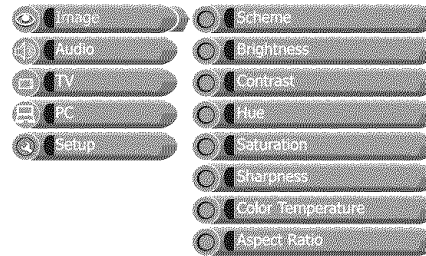 Image
Audio
TV
PC
Setup
Scheme
Brightness
Contrast
Hue
Saturation
Sharpness
Color Temperature
Aspect Ratio